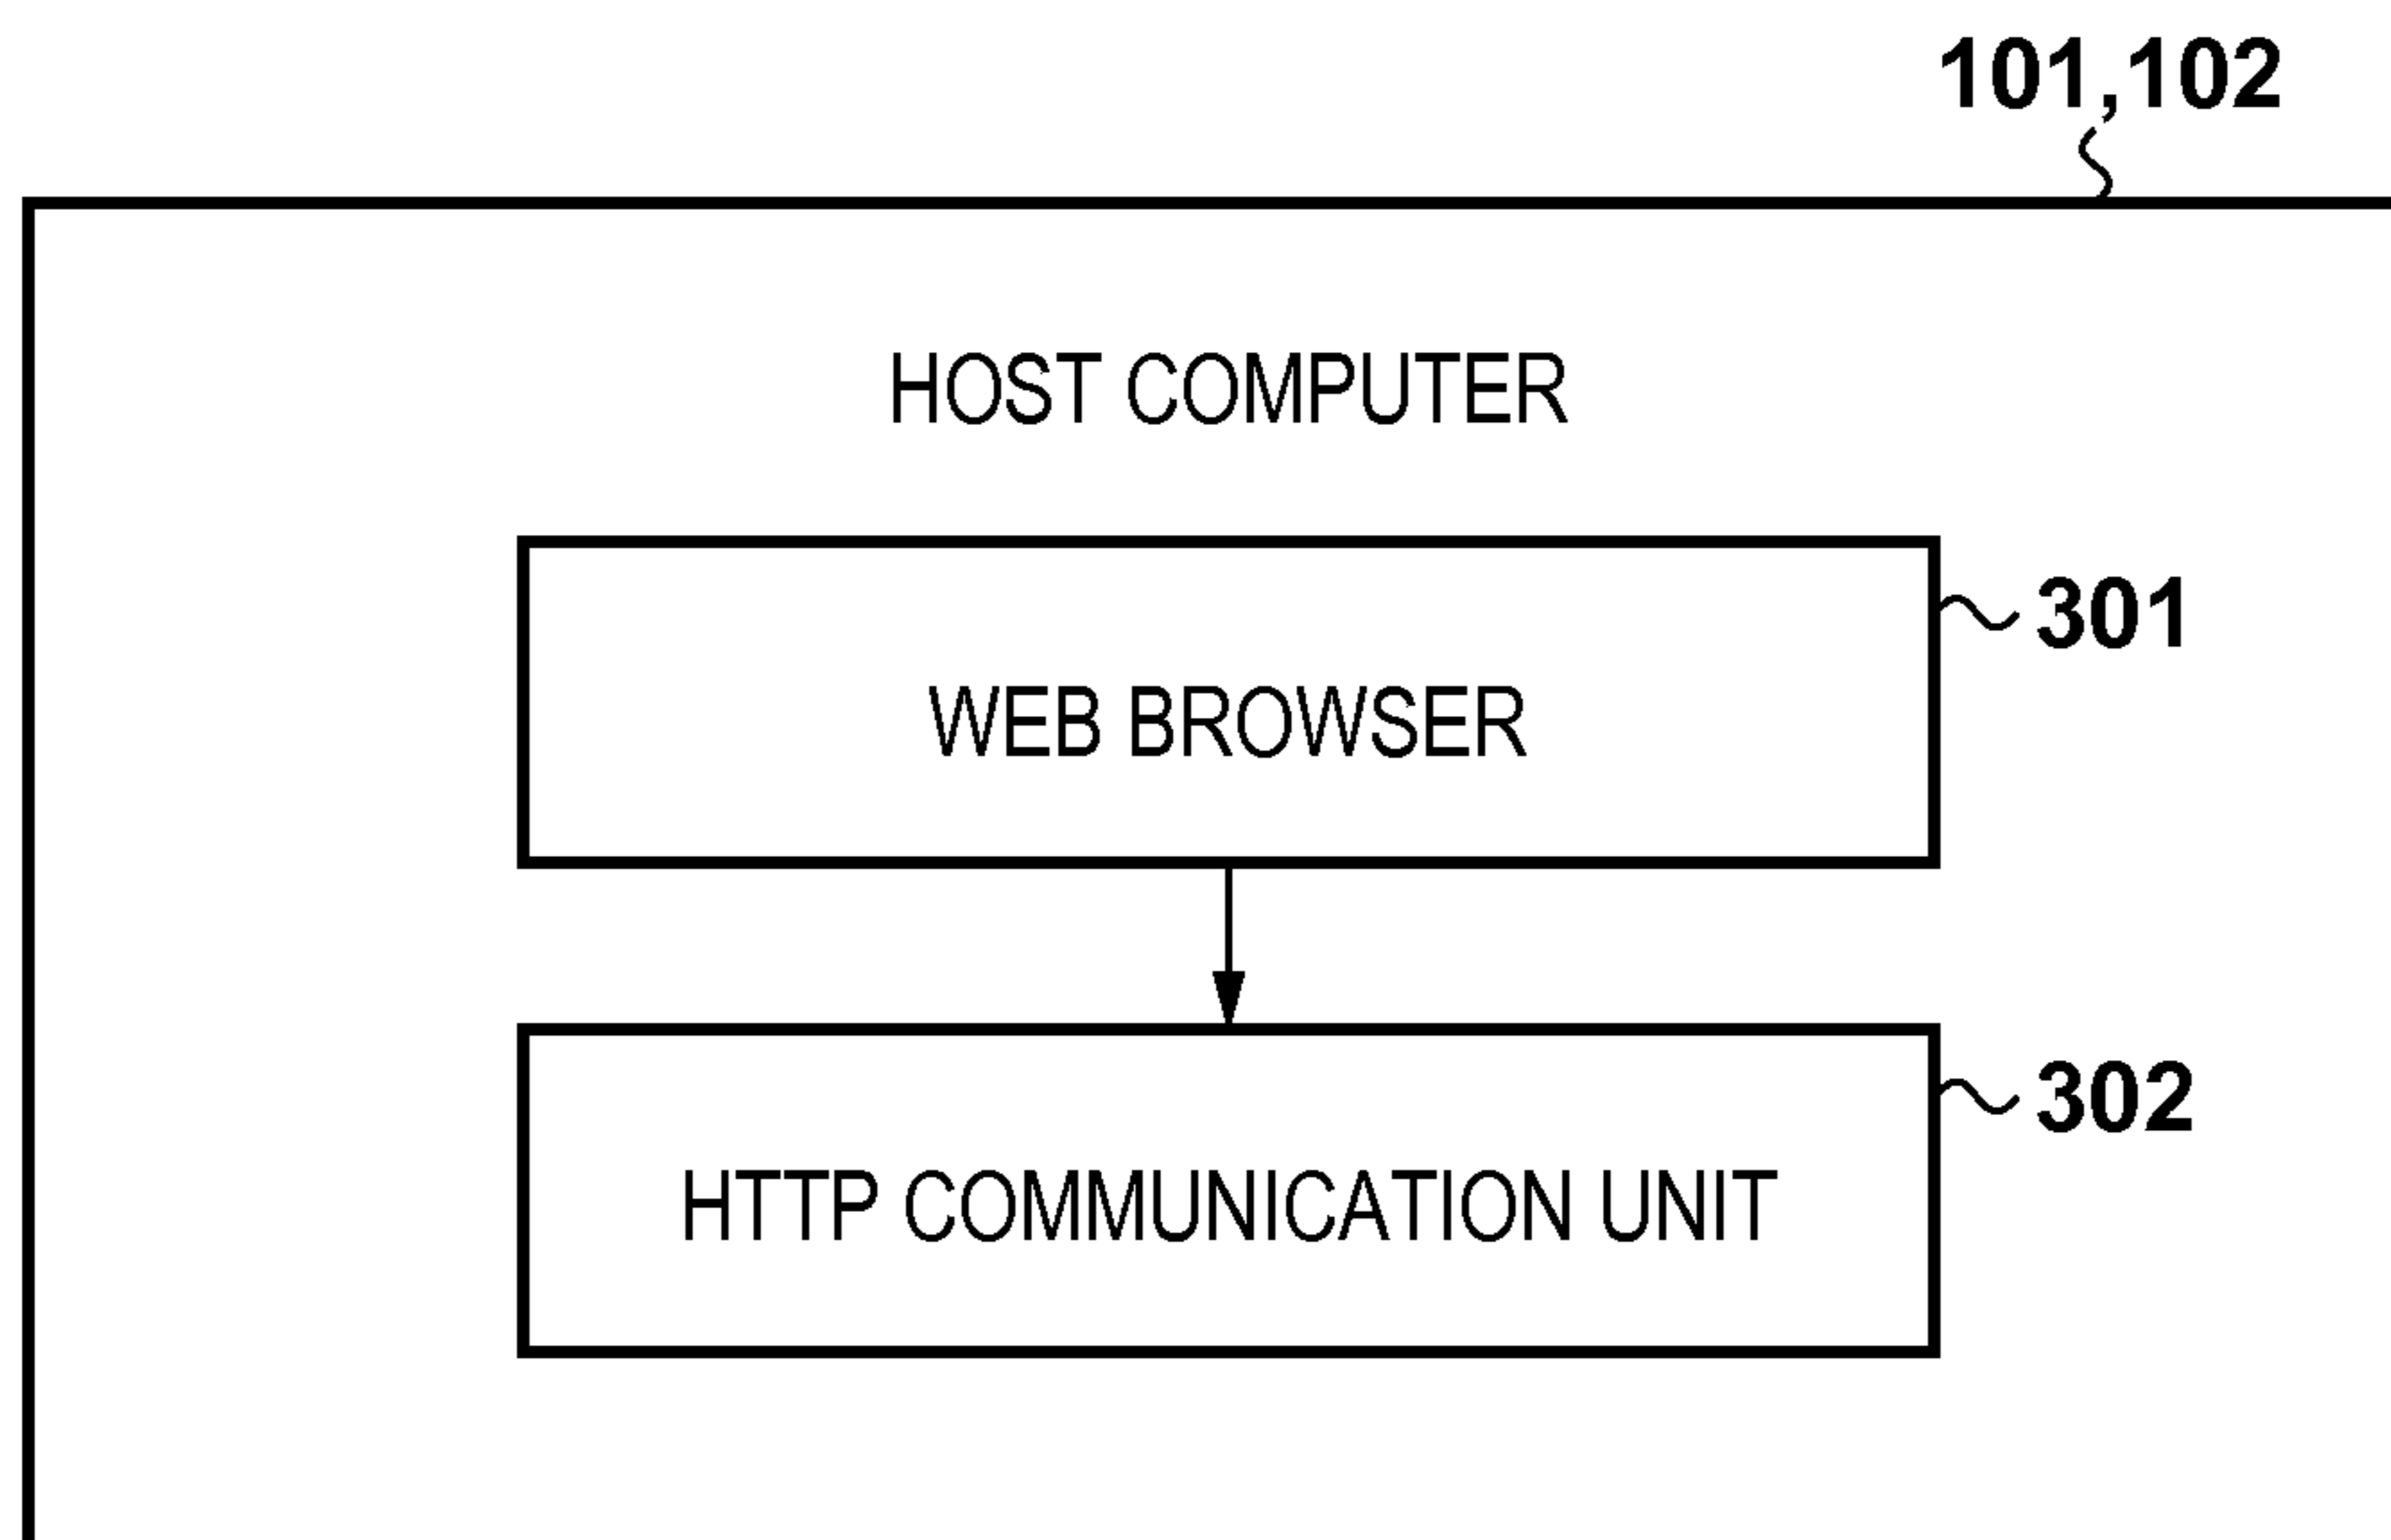 101,102
HOST COMPUTER
301
WEB BROWSER
302
HTTP COMMUNICATION UNIT